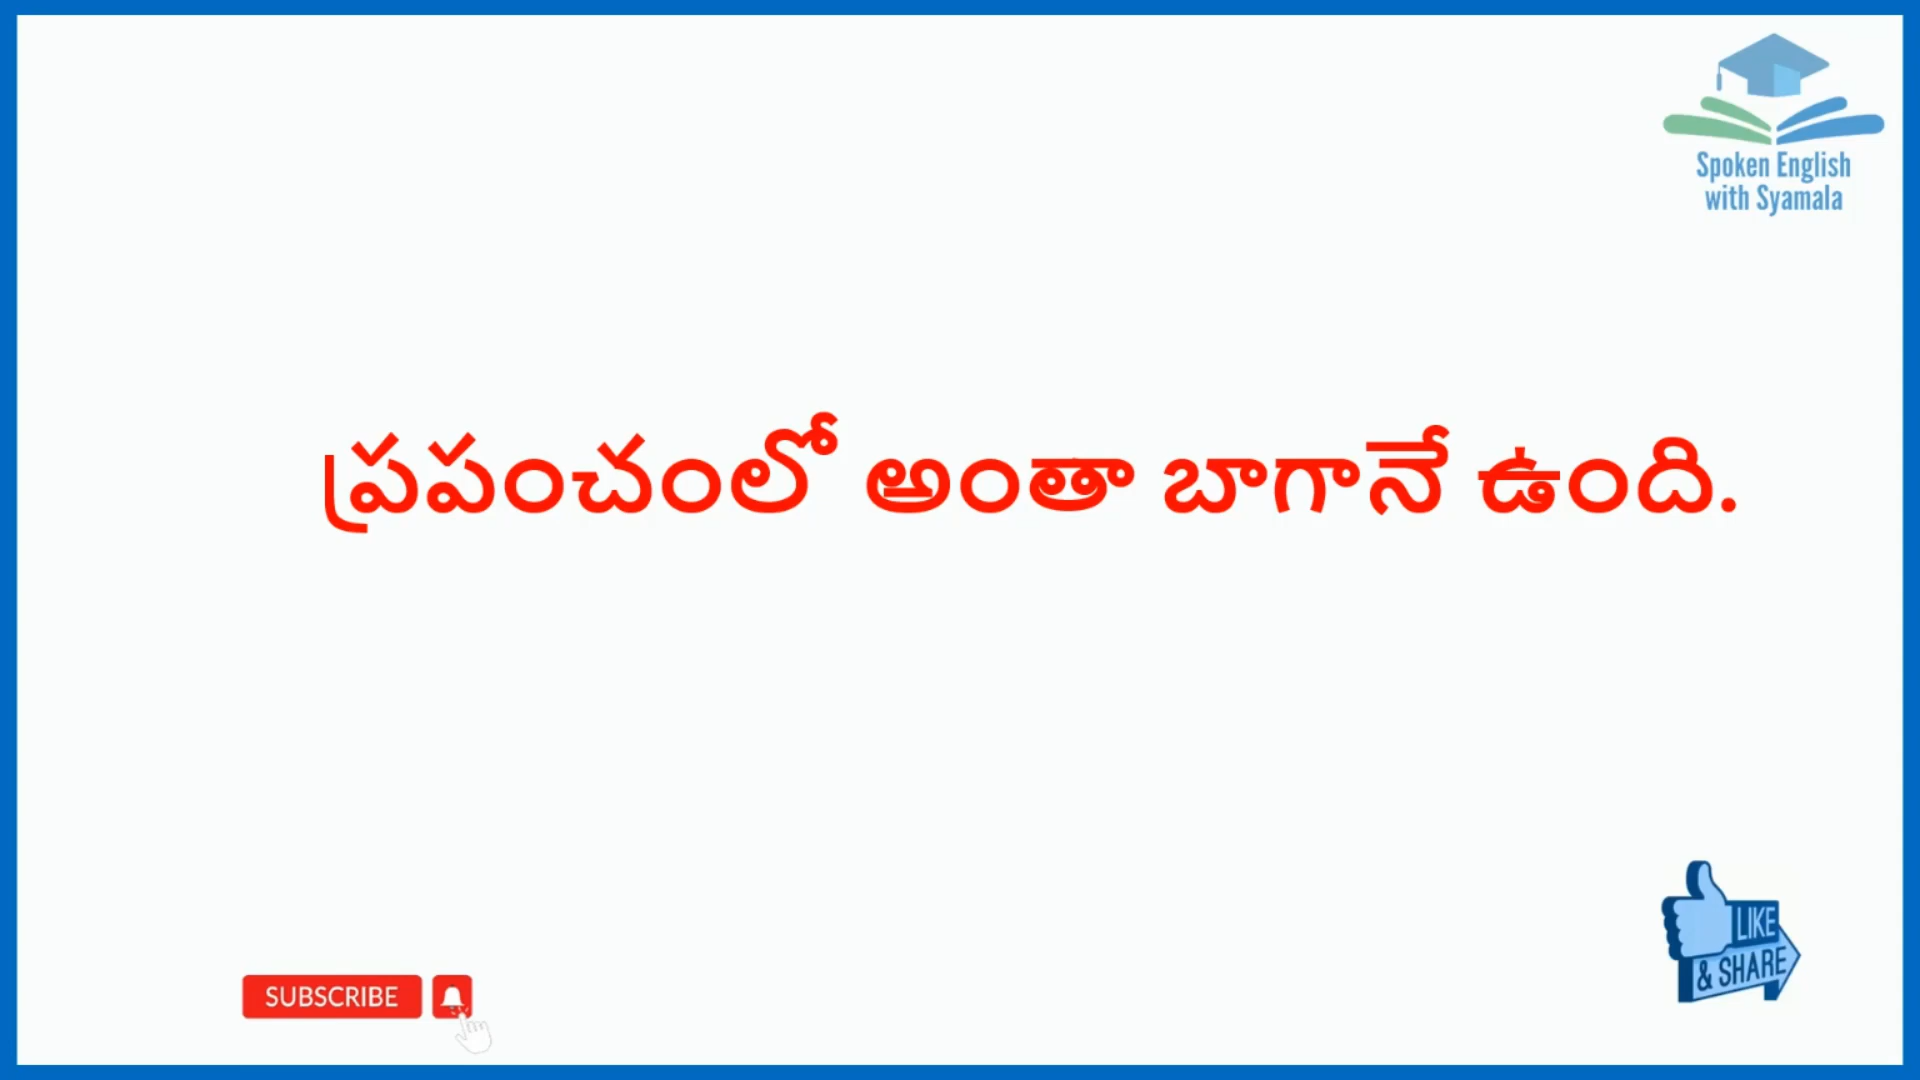 Spoken English
with Syamala
ప్రపంచంలో అంతా బాగానే ఉంది.
LIKE
& SHARE
SUBSCRIBE